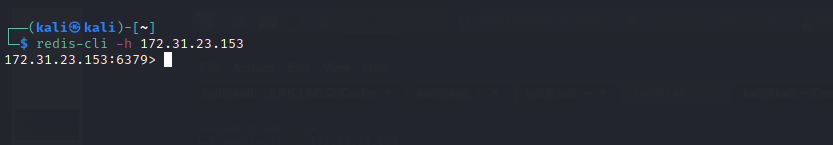 ┌──(kali㉿kali)-[~]
└─$ redis-cli -h 172.31.23.153
172.31.23.153:6379>